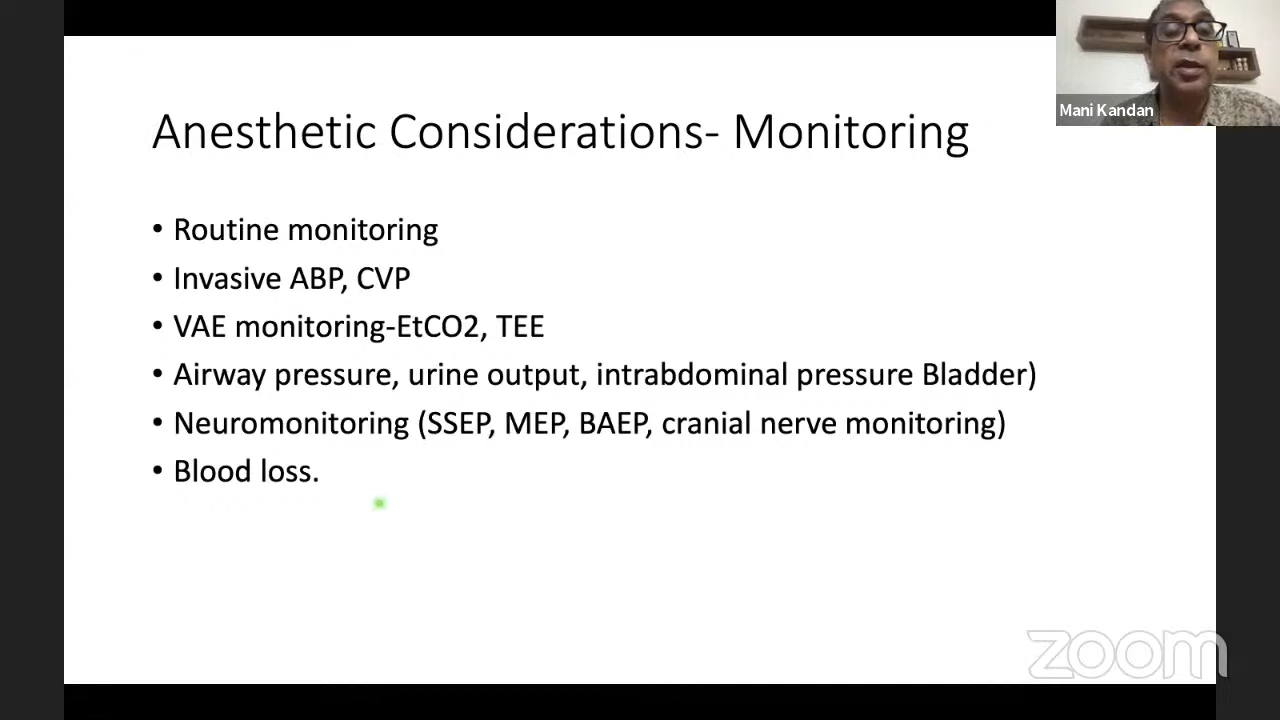 Mani Kandan
Anesthetic Considerations- Monitoring
• Routine monitoring
• Invasive ABP, CVP
• VAE monitoring-EtCO2, TEE
• Airway pressure, urine output, intrabdominal pressure Bladder)
• Neuromonitoring (SSEP, MEP, BAEP, cranial nerve monitoring)
• Blood loss.
zoom